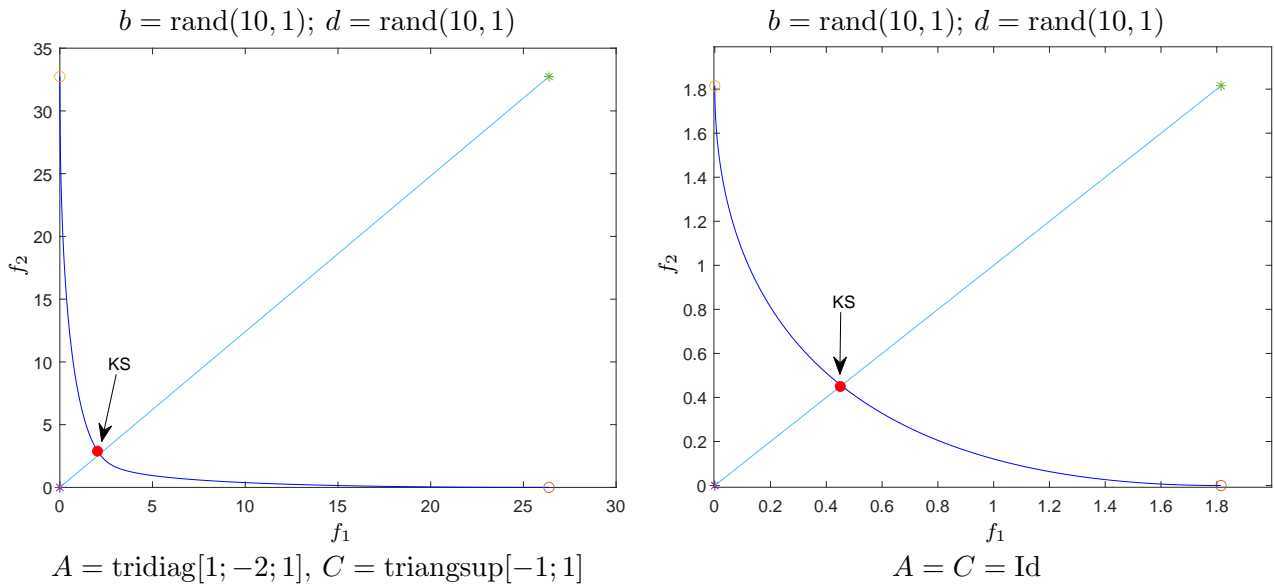 b = rand(10, 1); d = rand(10, 1)
35
30
25
20
15
10
5
0
f₂
KS
0 5 10 15 20 25 30
f₁
A = tridiag[1; −2; 1], C = triangsup[−1; 1]
b = rand(10, 1); d = rand(10, 1)
1.8
1.6
1.4
1.2
1
0.8
0.6
0.4
0.2
0
f₂
KS
0 0.2 0.4 0.6 0.8 1 1.2 1.4 1.6 1.8
f₁
A = C = Id